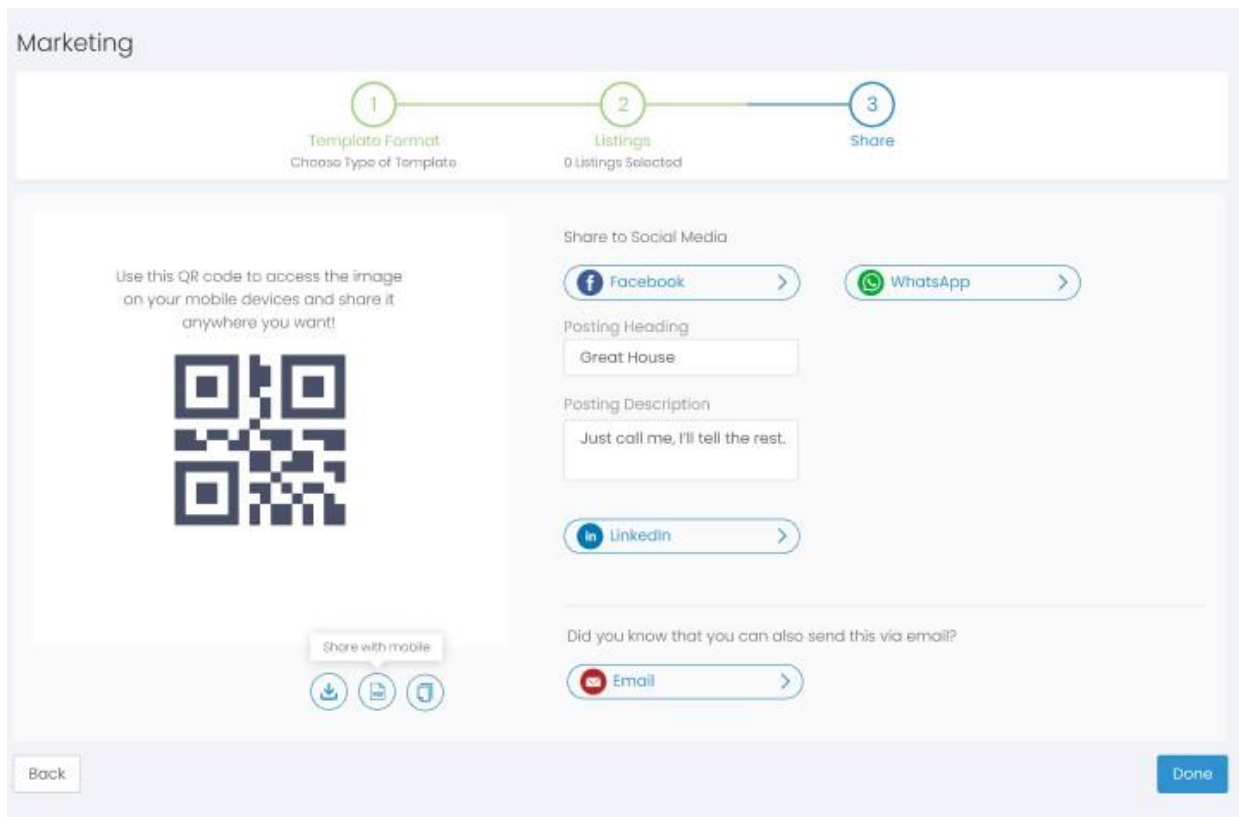 Marketing
1
2
3
Template Format
Listings
Share
Choose Type of Template
0 Listings Selected
Use this QR code to access the image
on your mobile devices and share it
anywhere you want!
Share with mobile
PDF
Share to Social Media
Facebook
WhatsApp
Posting Heading
Great House
Posting Description
Just call me, I'll tell the rest.
in LinkedIn
Did you know that you can also send this via email?
Email
Back
Done